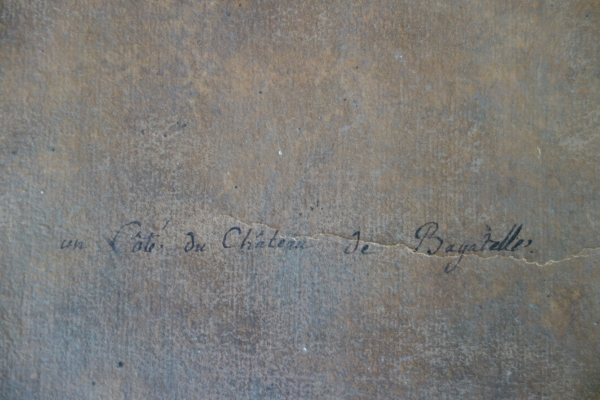 un Côté du Château de Bagatelle.